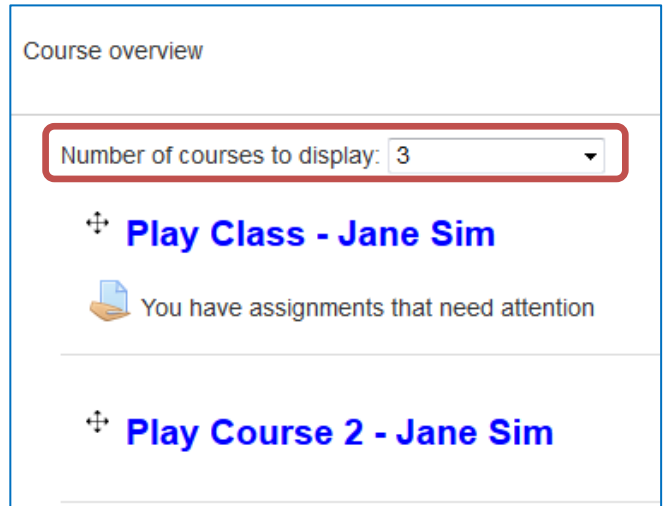 Course overview
Number of courses to display: 3
Play Class - Jane Sim
You have assignments that need attention
Play Course 2 - Jane Sim